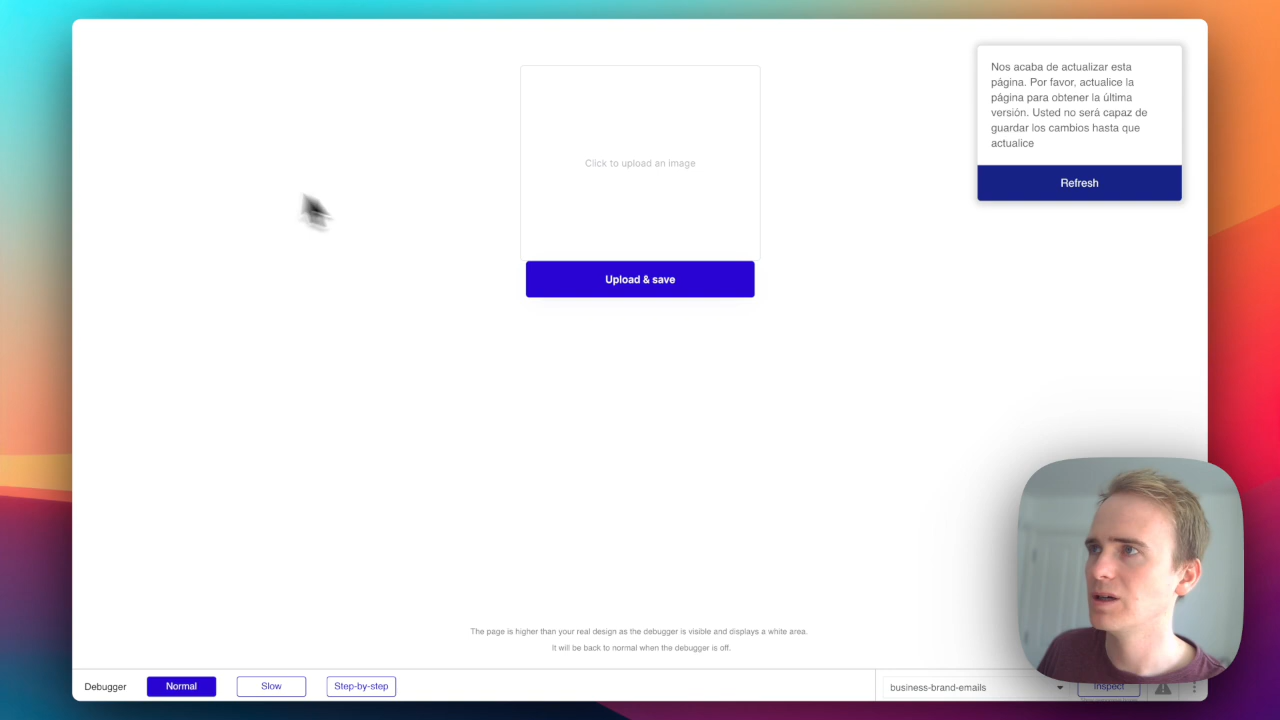 Nos acaba de actualizar esta
página. Por favor, actualice la
página para obtener la última
versión. Usted no será capaz de
guardar los cambios hasta que
actualice
Refresh
Click to upload an image
Upload & save
The page is higher than your real design as the debugger is visible and displays a white area.
It will be back to normal when the debugger is off.
Debugger
Normal
Slow
Step-by-step
business-brand-emails
Inspect